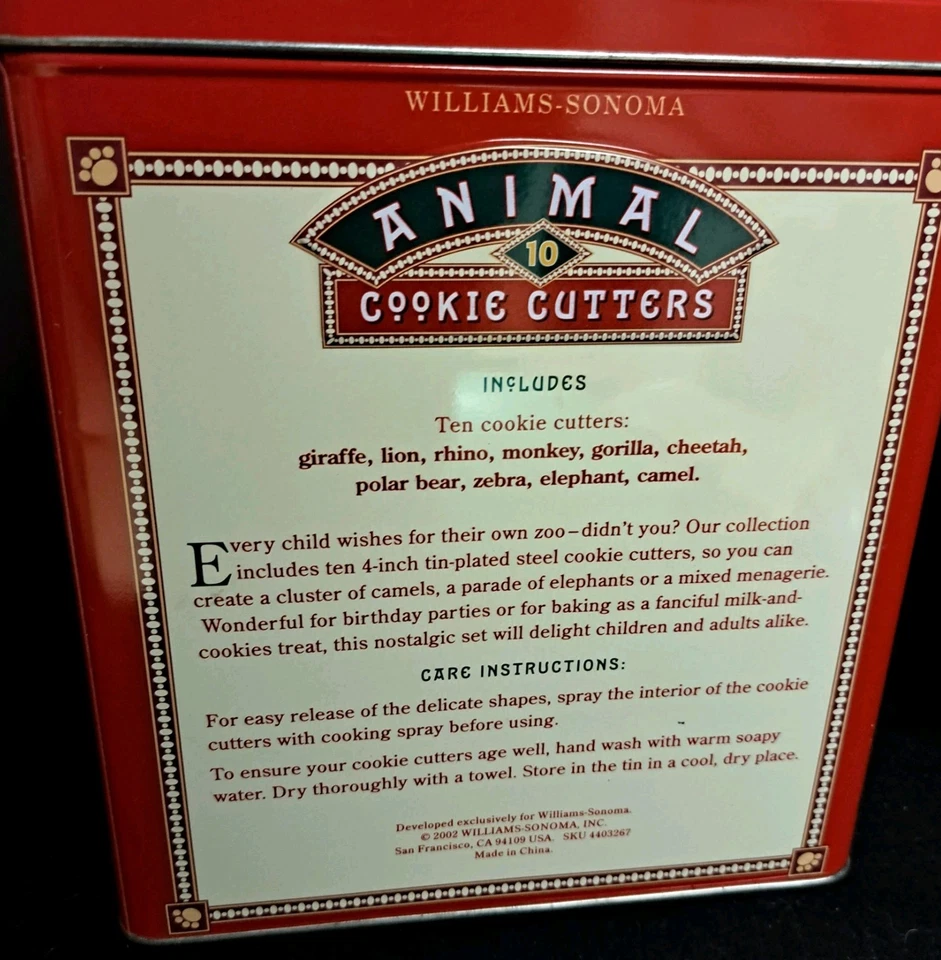 WILLIAMS-SONOMA
ANIMAL
10
COOKIE CUTTERS
INCLUDES
Ten cookie cutters:
giraffe, lion, rhino, monkey, gorilla, cheetah,
polar bear, zebra, elephant, camel.
Every child wishes for their own zoo–didn't you? Our collection
includes ten 4-inch tin-plated steel cookie cutters, so you can
create a cluster of camels, a parade of elephants or a mixed menagerie.
Wonderful for birthday parties or for baking as a fanciful milk-and-
cookies treat, this nostalgic set will delight children and adults alike.
CARE INSTRUCTIONS:
For easy release of the delicate shapes, spray the interior of the cookie
cutters with cooking spray before using.
To ensure your cookie cutters age well, hand wash with warm soapy
water. Dry thoroughly with a towel. Store in the tin in a cool, dry place.
Developed exclusively for Williams-Sonoma.
© 2002 WILLIAMS-SONOMA, INC.
San Francisco, CA 94109 USA. SKU 4403267
Made in China.